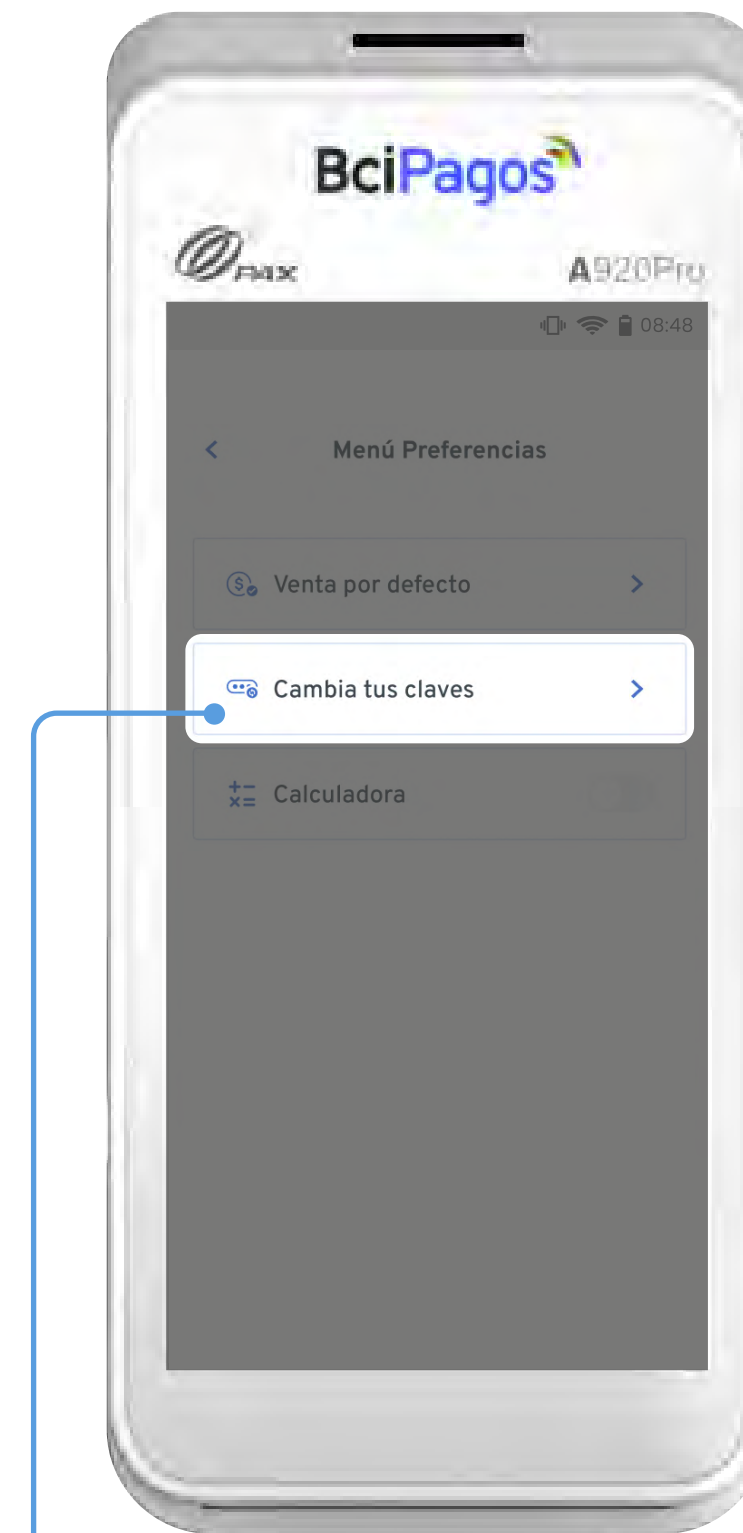 BciPagos
PAX
A920Pro
08:48
Menú Preferencias
Venta por defecto
Cambia tus claves
Calculadora